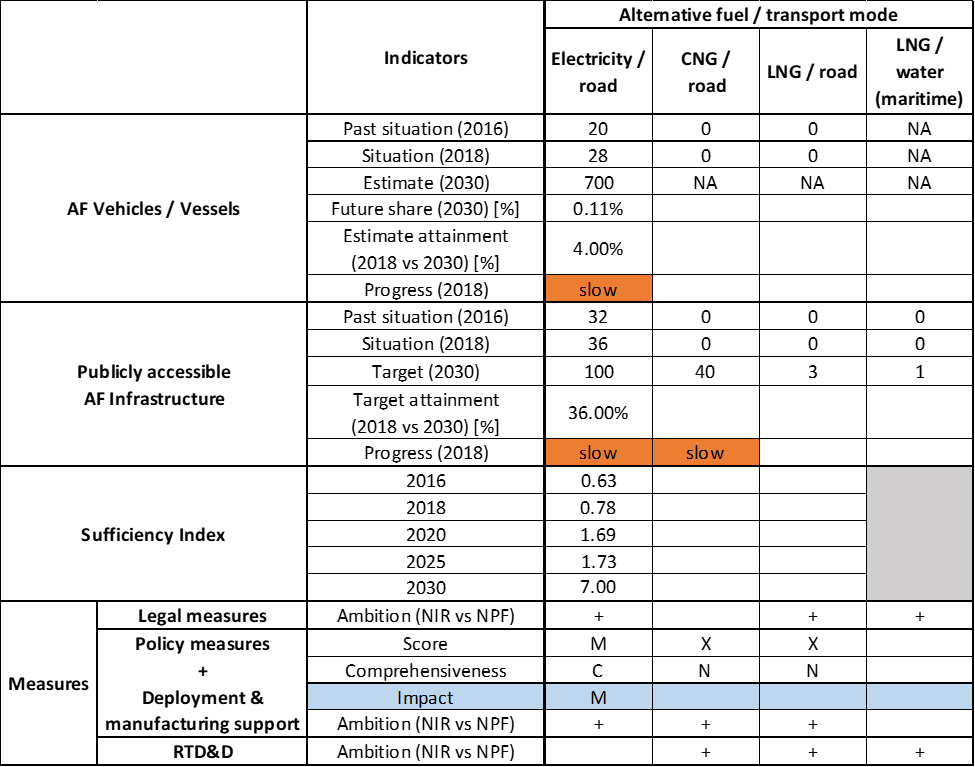 Alternative fuel / transport mode
Indicators
Electricity / road
CNG / road
LNG / road
LNG / water (maritime)
AF Vehicles / Vessels
Past situation (2016) 20 0 0 NA
Situation (2018) 28 0 0 NA
Estimate (2030) 700 NA NA NA
Future share (2030) [%] 0.11%
Estimate attainment
(2018 vs 2030) [%] 4.00%
Progress (2018) slow
Publicly accessible
AF Infrastructure
Past situation (2016) 32 0 0 0
Situation (2018) 36 0 0 0
Target (2030) 100 40 3 1
Target attainment
(2018 vs 2030) [%] 36.00%
Progress (2018) slow slow
Sufficiency Index
2016 0.63
2018 0.78
2020 1.69
2025 1.73
2030 7.00
Measures
Legal measures Ambition (NIR vs NPF) + + +
Policy measures
+
Deployment &
manufacturing support
Score M X X
Comprehensiveness C N N
Impact M
Ambition (NIR vs NPF) + + +
RTD&D Ambition (NIR vs NPF) + + +